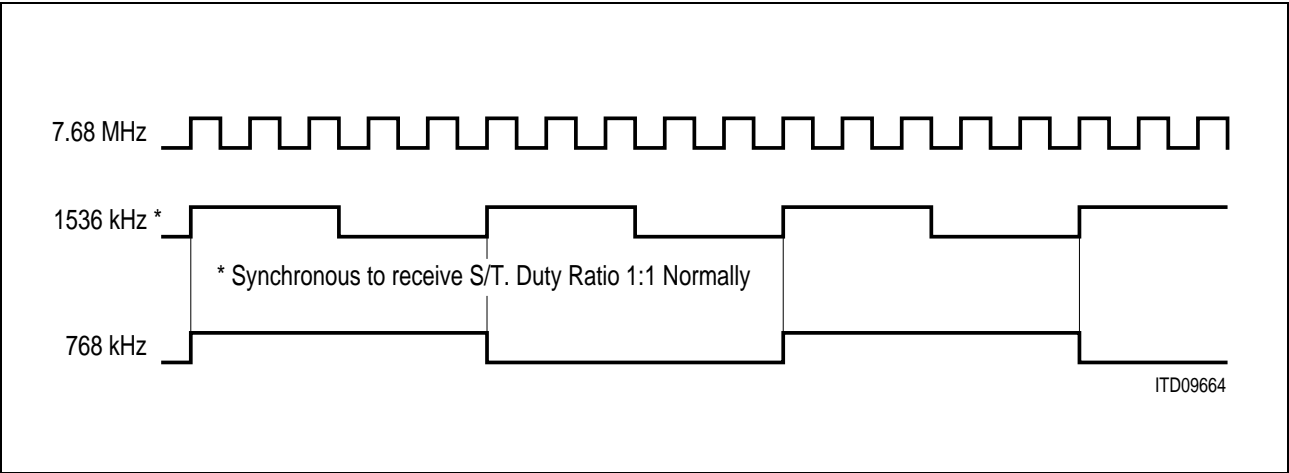 7.68 MHz
1536 kHz *
* Synchronous to receive S/T. Duty Ratio 1:1 Normally
768 kHz
ITD09664